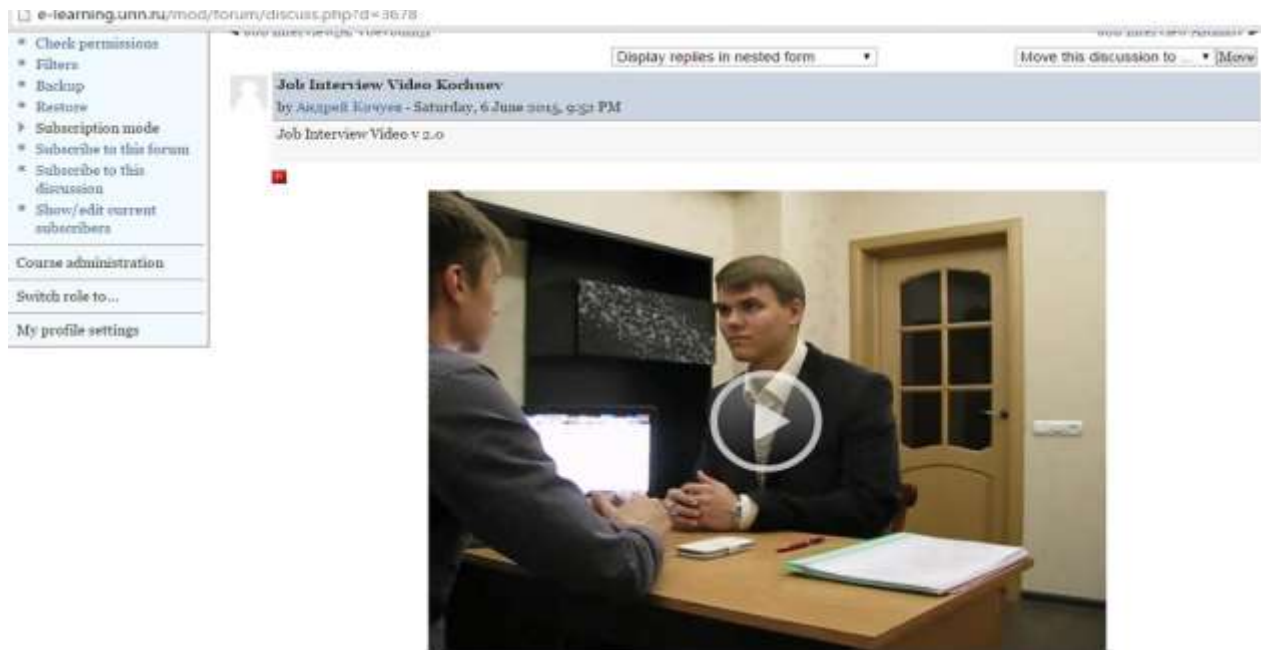 e-learning.unn.ru/mod/forum/discuss.php?d=3678
Check permissions
Filters
Backup
Restore
Subscription mode
Subscribe to this forum
Subscribe to this
discussion
Show/edit current
subscribers
Course administration
Switch role to...
My profile settings
Display replies in nested form
Move this discussion to ...
Move
Job Interview Video Kochuev
by Андрей Кочуев - Saturday, 6 June 2015, 9:52 PM
Job Interview Video v 2.0